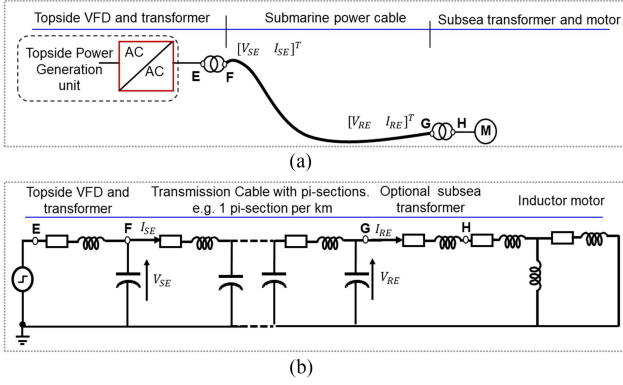 Topside VFD and transformer Submarine power cable Subsea transformer and motor
Topside Power
Generation
unit
AC
AC
E F
[V_SE I_SE]^T
[V_RE I_RE]^T
G H M
(a)
Topside VFD and
transformer
Transmission Cable with pi-sections.
e.g. 1 pi-section per km
Optional subsea
transformer
Inductor motor
E F I_SE G I_RE H
V_SE V_RE
(b)